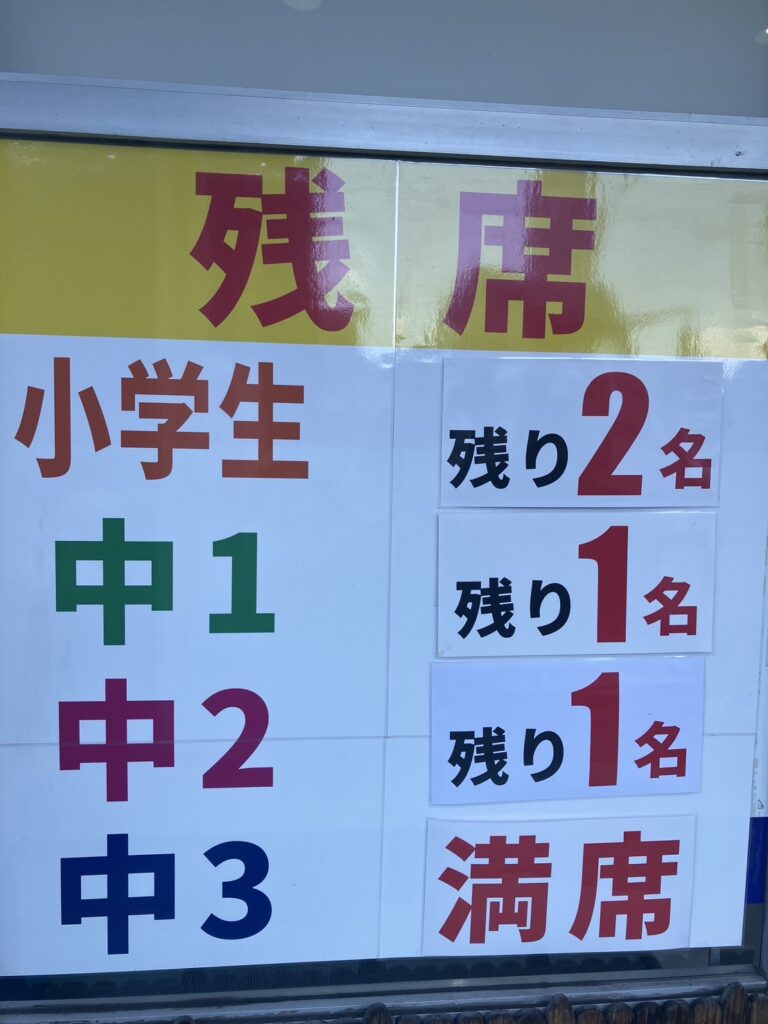 残席
小学生 残り2名
中1 残り1名
中2 残り1名
中3 満席